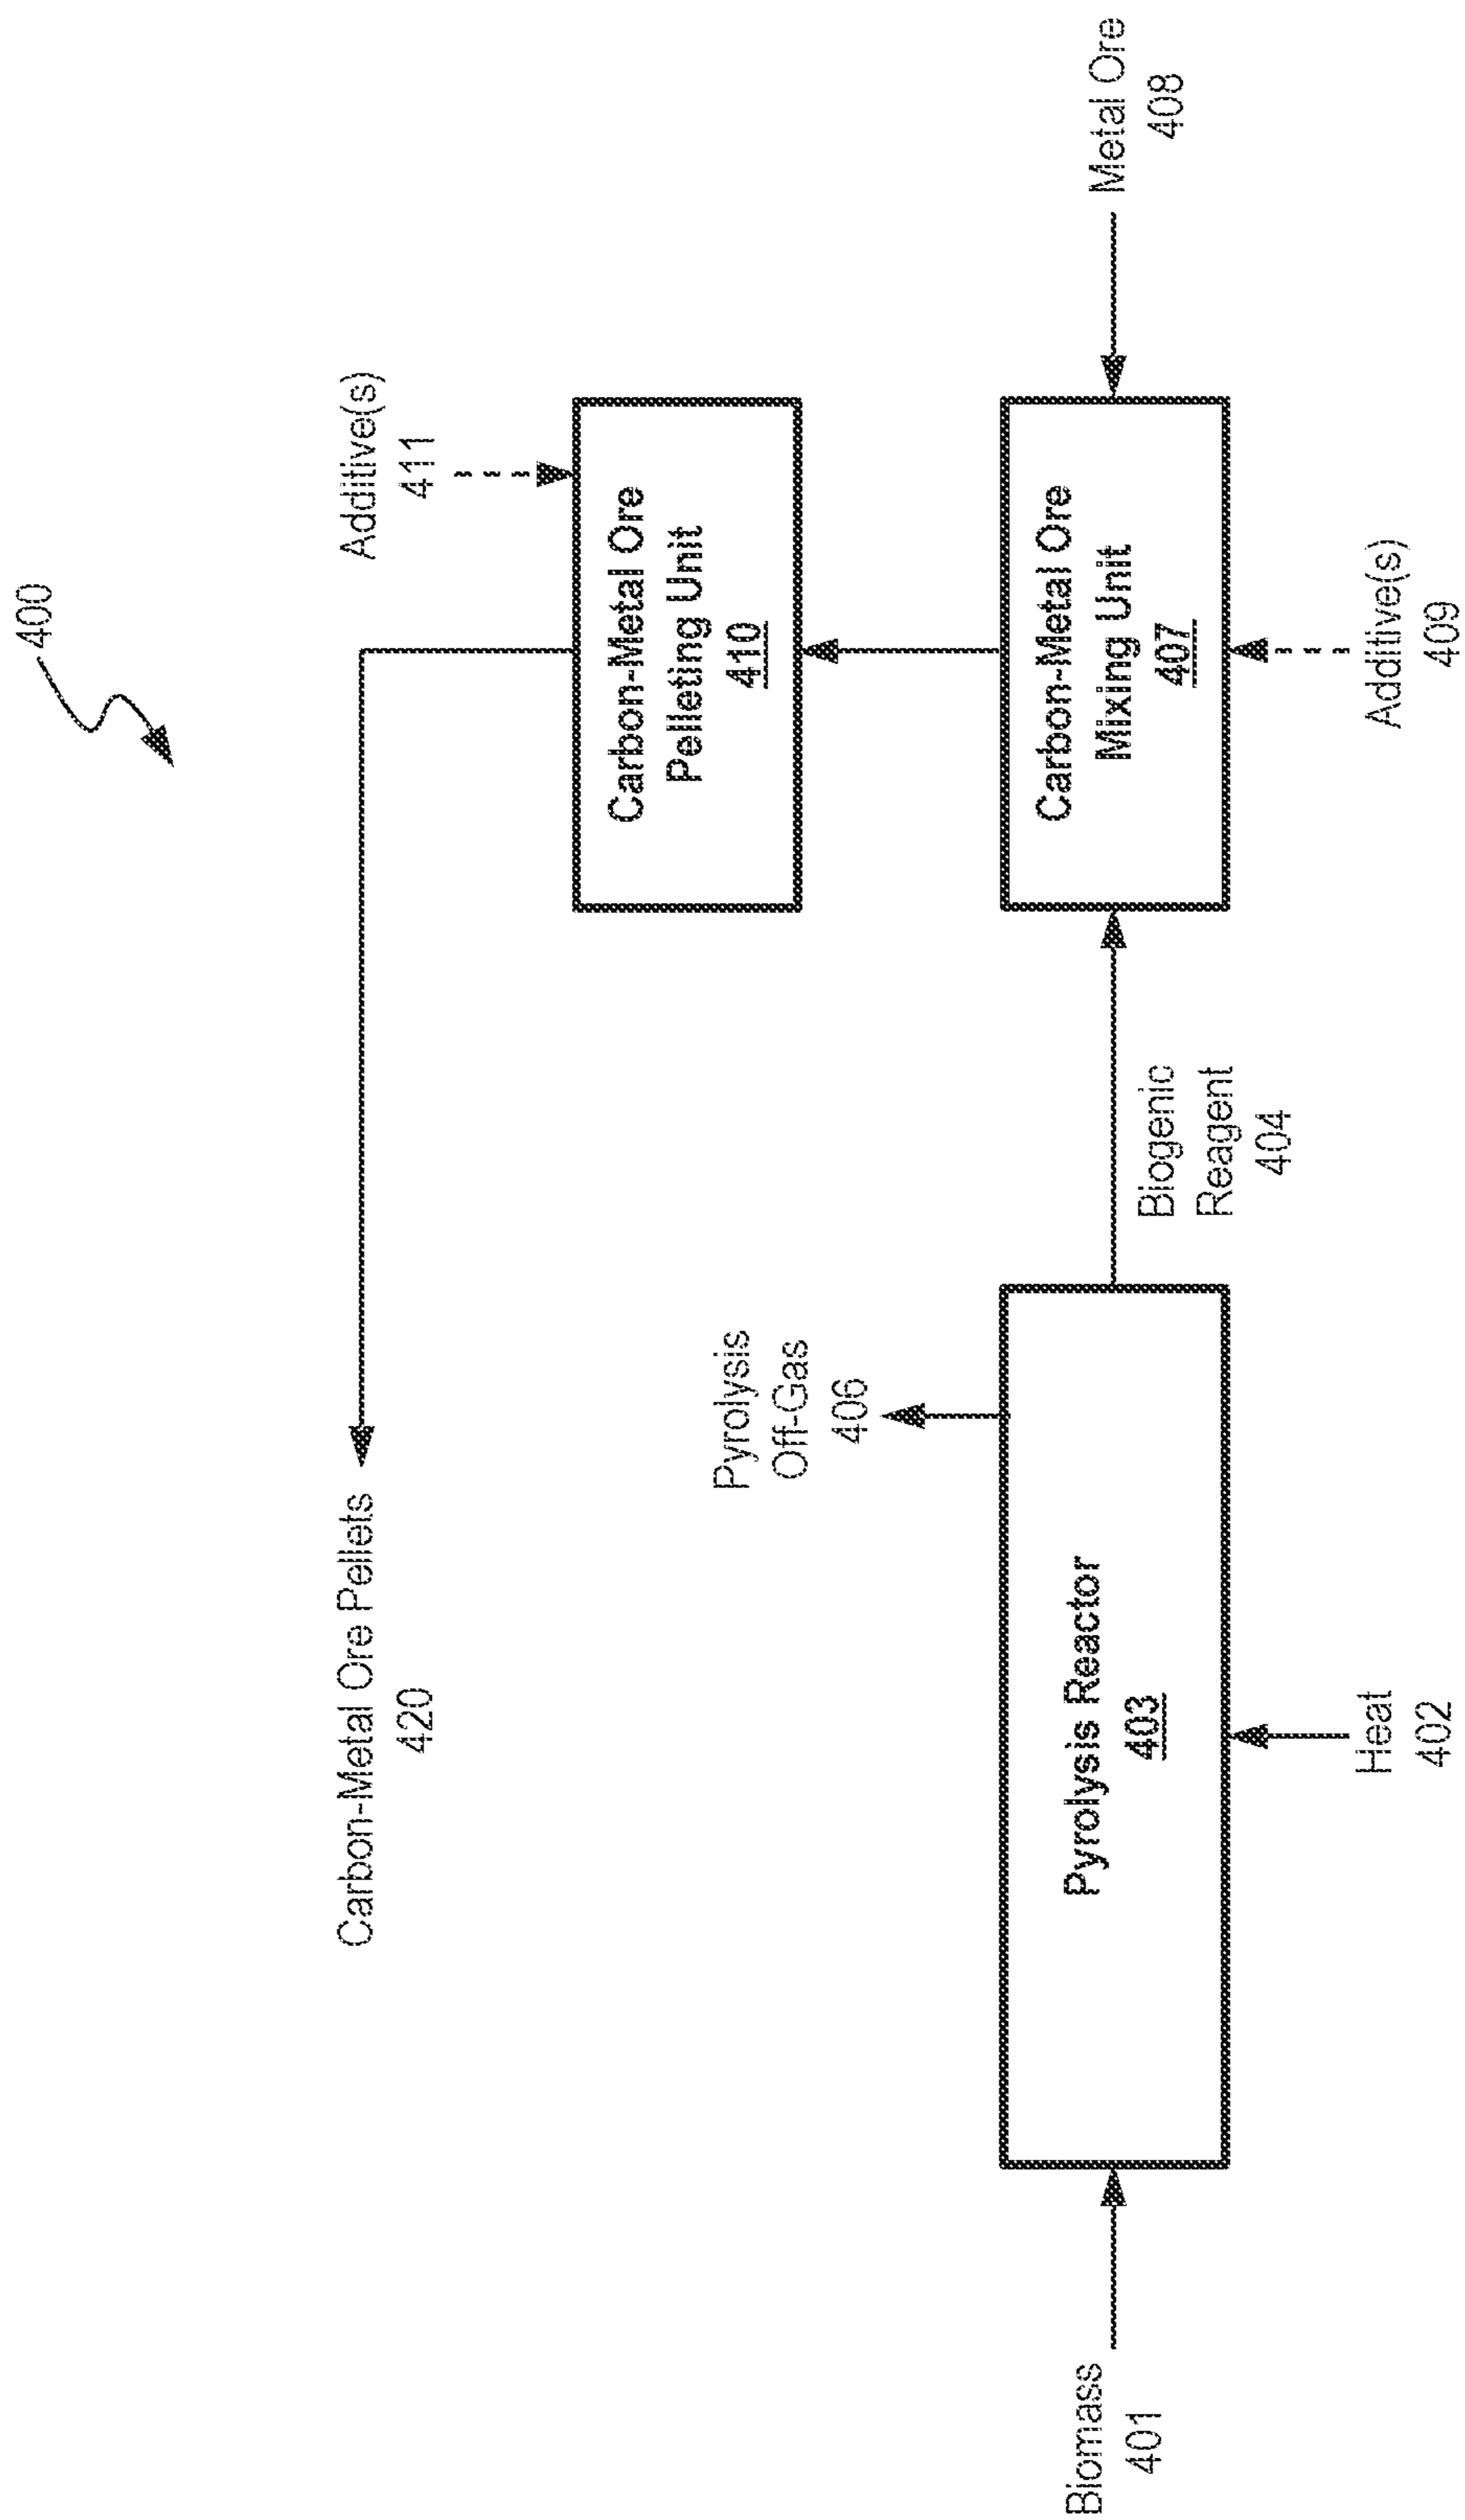 400
Carbon-Metal Ore Pellets
420
Additive(s)
411
Carbon-Metal Ore
Pelleting Unit
410
Pyrolysis
Off-Gas
406
Biomass
401
Pyrolysis Reactor
403
Biogenic
Reagent
404
Carbon-Metal Ore
Mixing Unit
407
Metal Ore
408
Heat
402
Additive(s)
409